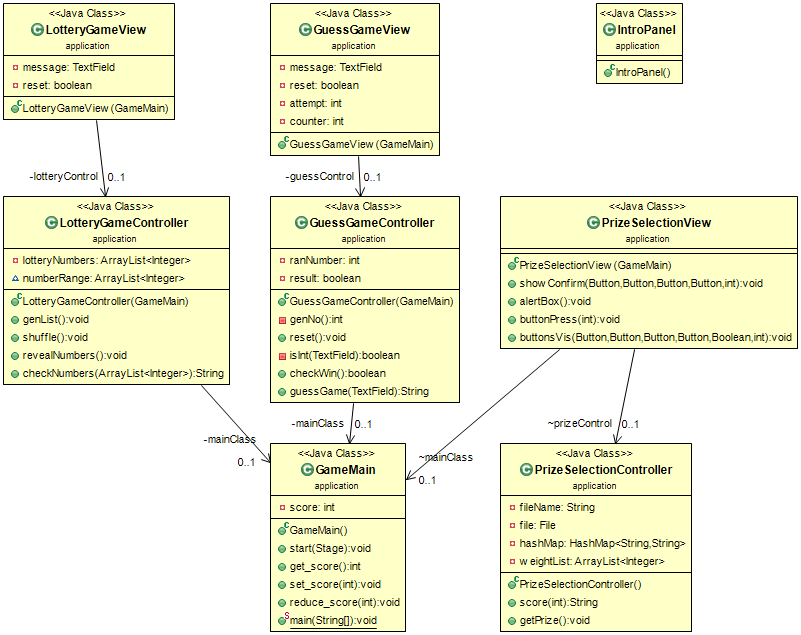 <<Java Class>>
LotteryGameView
application
message: TextField
reset: boolean
LotteryGameView (GameMain)
<<Java Class>>
GuessGameView
application
message: TextField
reset: boolean
attempt: int
counter: int
GuessGameView (GameMain)
<<Java Class>>
IntroPanel
application
IntroPanel()
-lotteryControl
0..1
-guessControl
0..1
<<Java Class>>
LotteryGameController
application
lotteryNumbers: ArrayList<Integer>
numberRange: ArrayList<Integer>
LotteryGameController(GameMain)
genList():void
shuffle():void
revealNumbers():void
checkNumbers(ArrayList<Integer>):String
<<Java Class>>
GuessGameController
application
ranNumber: int
result: boolean
GuessGameController(GameMain)
genNo():int
reset():void
isInt(TextField):boolean
checkWin():boolean
guessGame(TextField):String
<<Java Class>>
PrizeSelectionView
application
PrizeSelectionView (GameMain)
show Confirm(Button,Button,Button,Button,int):void
alertBox():void
buttonPress(int):void
buttonsVis(Button,Button,Button,Button,Boolean,int):void
-mainClass
0..1
-mainClass
0..1
~mainClass
0..1
~prizeControl
0..1
<<Java Class>>
GameMain
application
score: int
GameMain()
start(Stage):void
get_score():int
set_score(int):void
reduce_score(int):void
main(String[]):void
<<Java Class>>
PrizeSelectionController
application
fileName: String
file: File
hashMap: HashMap<String,String>
w eightList: ArrayList<Integer>
PrizeSelectionController()
score(int):String
getPrize():void